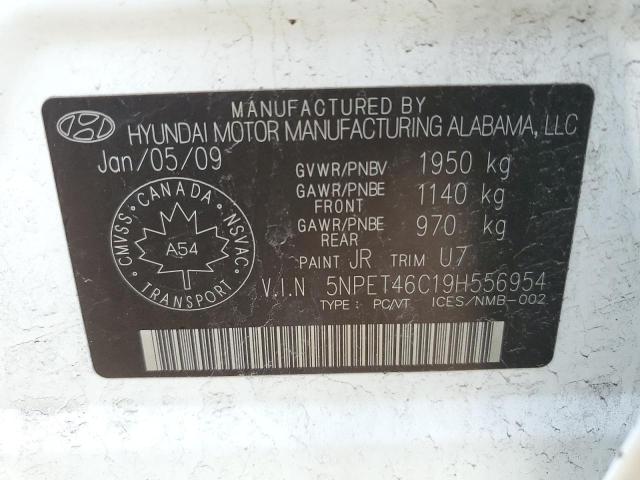 MANUFACTURED BY
HYUNDAI MOTOR MANUFACTURING ALABAMA, LLC
Jan/05/09
GVWR/PNBV 1950 kg
GAWR/PNBE FRONT 1140 kg
GAWR/PNBE REAR 970 kg
PAINT JR TRIM U7
CMVSS CANADA NSVAC
A54
TRANSPORT
V.I.N 5NPET46C19H556954
TYPE : PC/VT ICES/NMB-002